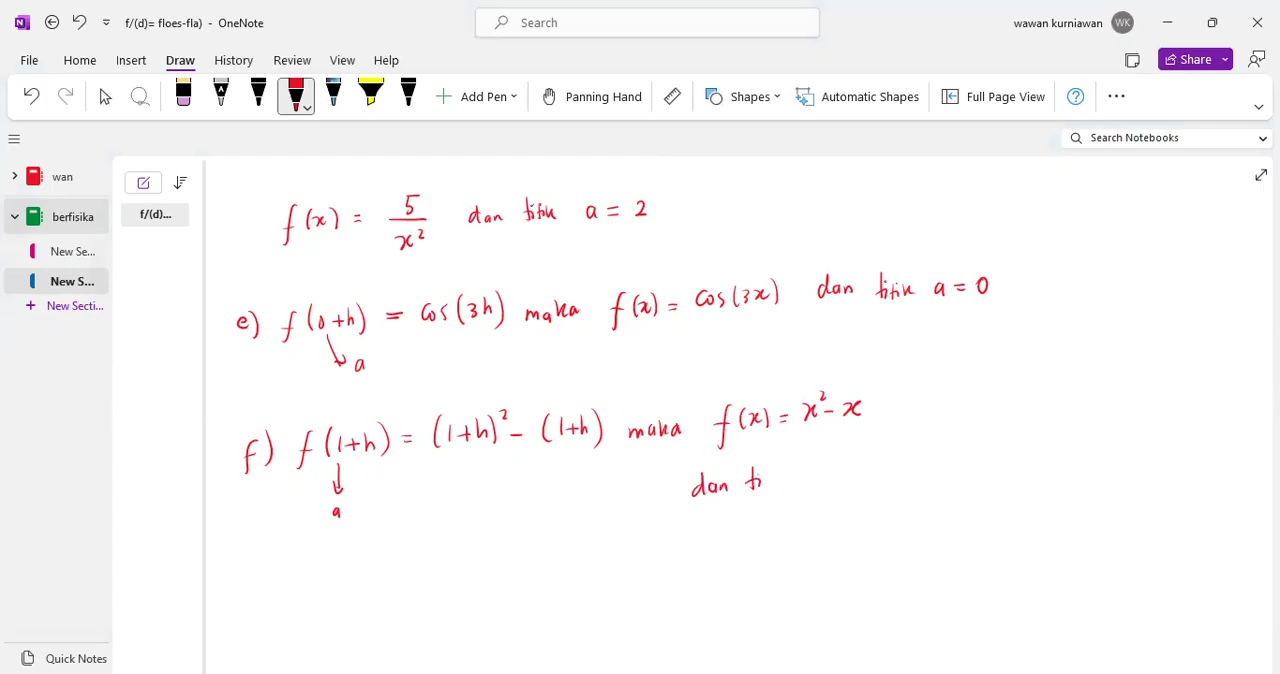 f/(d)= floes-fla) - OneNote
Search
wawan kurniawan WK
File Home Insert Draw History Review View Help
Share
Add Pen Panning Hand Shapes Automatic Shapes Full Page View
Search Notebooks
wan
berfisika
New Se...
New S...
New Secti...
f/(d)...
Quick Notes
f(x) = 5/x² dan titik a = 2
e) f(0+h) = cos(3h) maka f(x) = cos(3x) dan titik a = 0
a
f) f(1+h) = (1+h)² - (1+h) maka f(x) = x² - x
a
dan ti